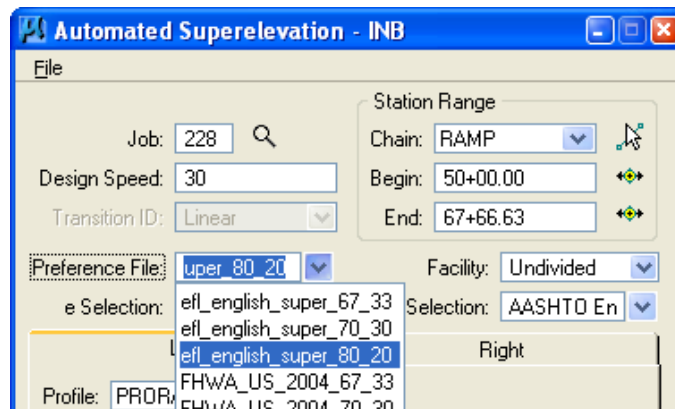 Automated Superelevation - INB
File
Station Range
Job: 228 Chain: RAMP
Design Speed: 30 Begin: 50+00.00
Transition ID: Linear End: 67+66.63
Preference File: uper_80_20 Facility: Undivided
e Selection: efl_english_super_67_33 Selection: AASHTO En
efl_english_super_70_30
L efl_english_super_80_20 Right
Profile: PROR FHWA_US_2004_67_33
FHWA_US_2004_70_30